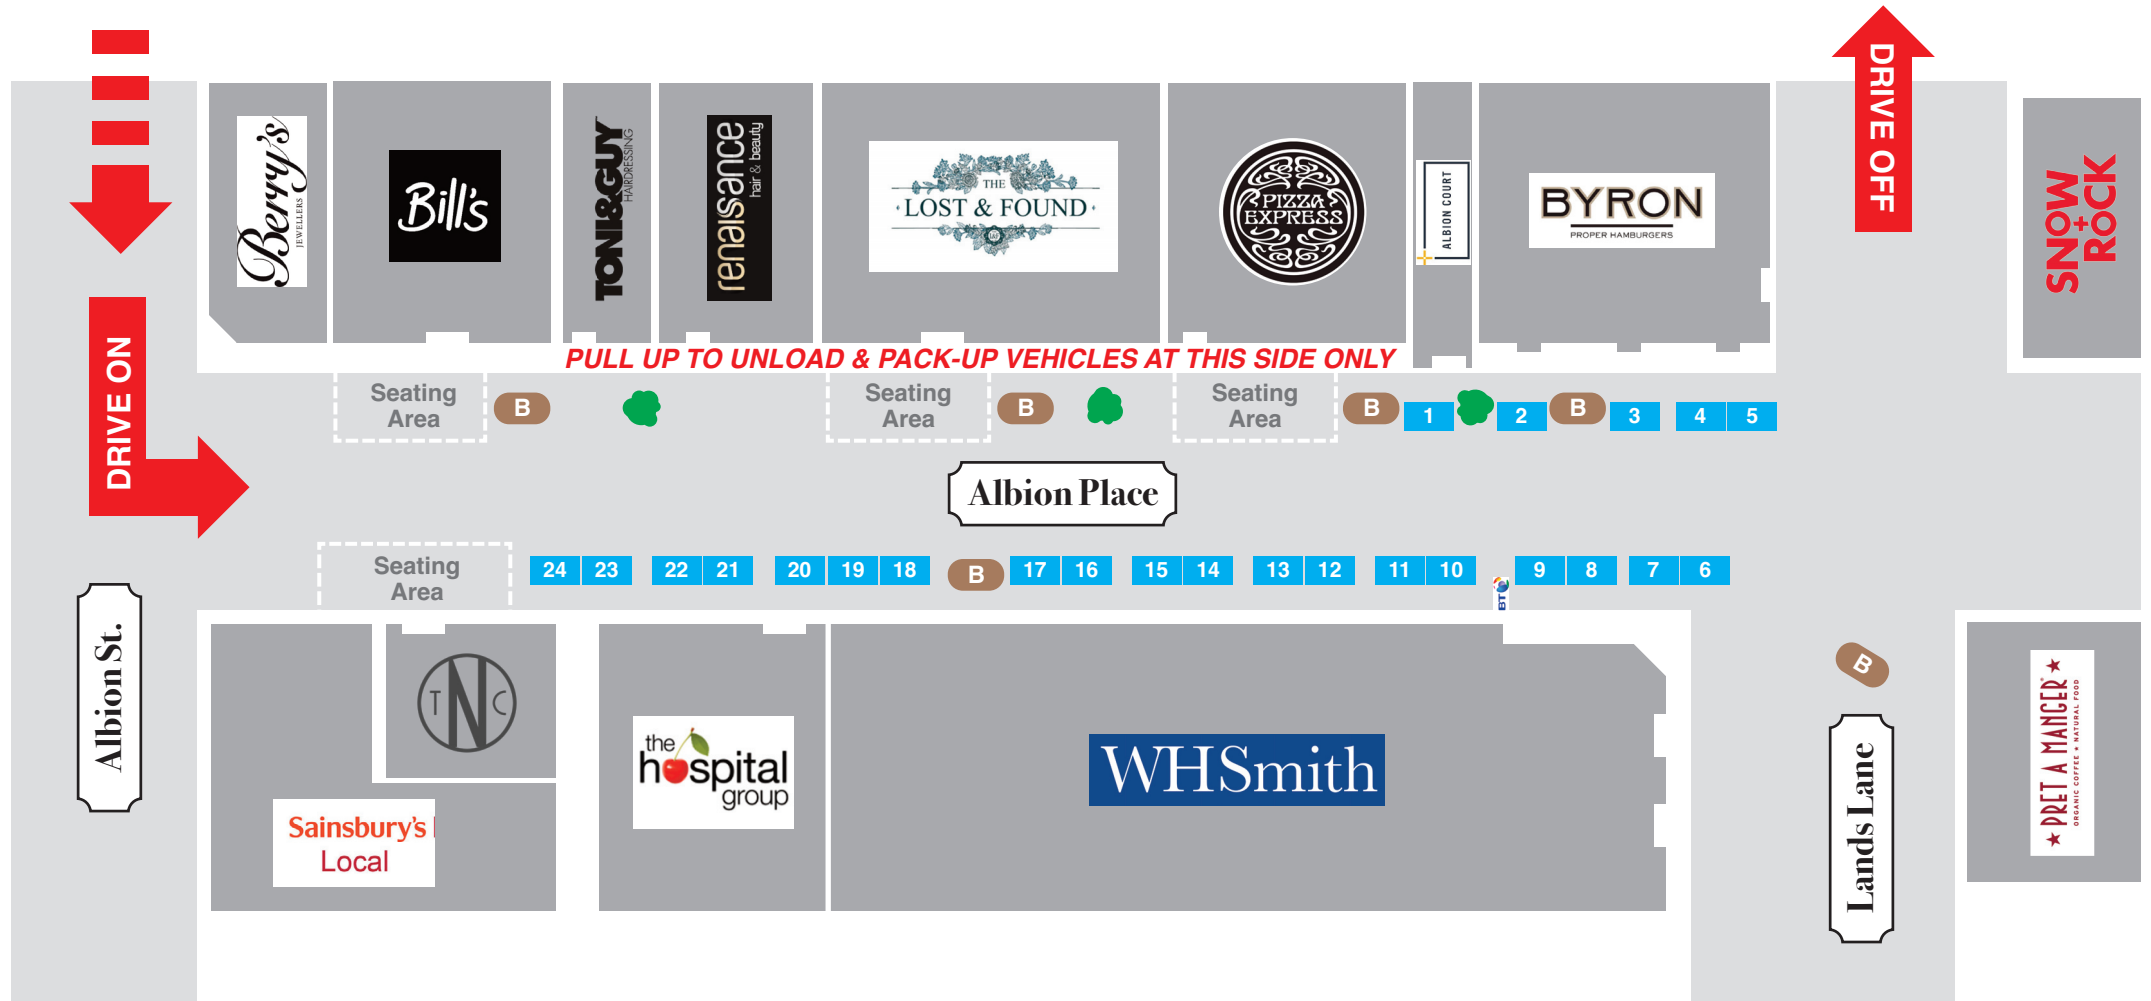 DRIVE ON
DRIVE OFF
Berry's
JEWELLERS
Bill's
TONI&GUY
HAIRDRESSING
renaissance
hair & beauty
THE
LOST & FOUND
PIZZA
EXPRESS
ALBION COURT
BYRON
PROPER HAMBURGERS
SNOW
+
ROCK
PULL UP TO UNLOAD & PACK-UP VEHICLES AT THIS SIDE ONLY
Seating
Area
B
Seating
Area
B
Seating
Area
B
1
2
B
3
4
5
Albion Place
Seating
Area
24
23
22
21
20
19
18
B
17
16
15
14
13
12
11
10
BT
9
8
7
6
Albion St.
TNC
Sainsbury's
Local
the
hospital
group
WHSmith
B
Lands Lane
PRET A MANGER
ORGANIC COFFEE ★ NATURAL FOOD